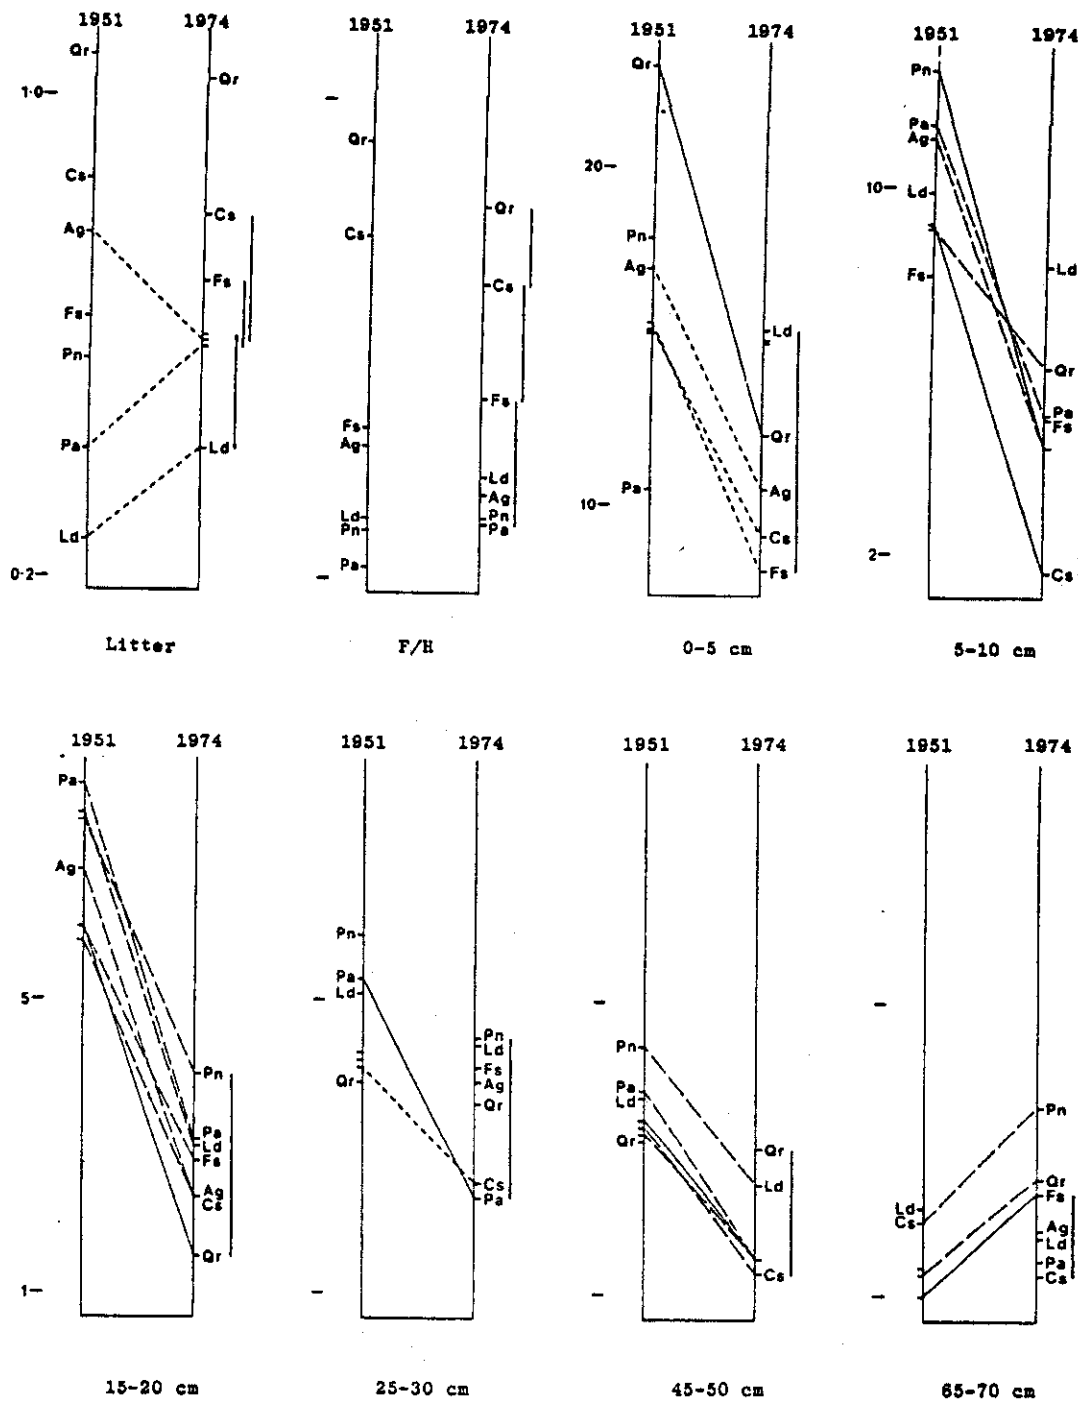 1951 1974 1951 1974 1951 1974 1951 1974
Qr
Qr
1·0
Cs
Cs
Ag
Fs
Fs
Pn
Pa
Ld
Ld
0·2
Litter
Qr
Qr
Cs
Cs
Fs
Fs
Ag
Ld
Ag
Ld
Pn
Pn
Pa
Pa
F/H
Qr
20
Pn
Ag
Ld
Qr
Pa
Ag
10
Cs
Fs
0-5 cm
Pn
Pa
Ag
10
Ld
Ld
Fs
Qr
Pa
Fs
2
Cs
5-10 cm
1951 1974 1951 1974 1951 1974 1951 1974
Pa
Ag
5
Pn
Pa
Ld
Fs
Ag
Cs
Qr
1
15-20 cm
Pn
Pa
Ld
Pn
Ld
Fs
Qr
Ag
Qr
Cs
Pa
25-30 cm
Pn
Pa
Ld
Qr
Qr
Ld
Cs
45-50 cm
Pn
Qr
Fs
Ld
Cs
Ag
Ld
Pa
Cs
65-70 cm